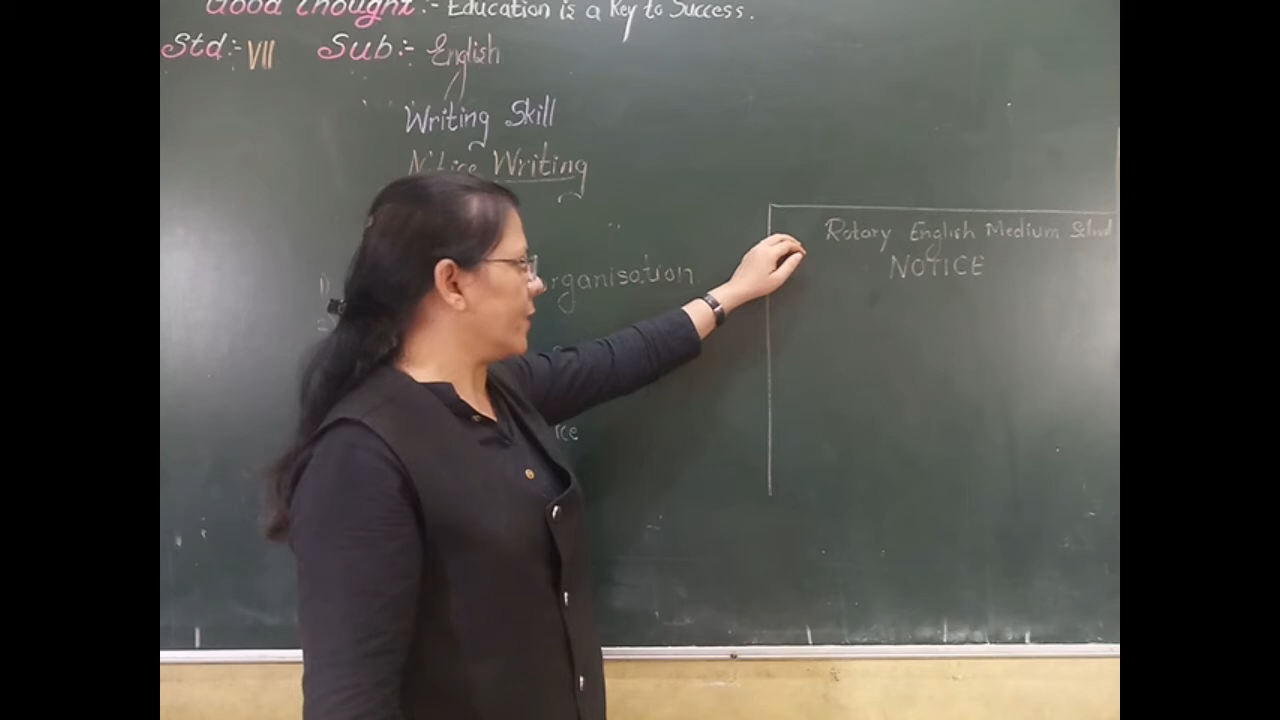 Good Thought :- Education is a Key to Success.
Std :- VII Sub :- English
Writing Skill
Writing
1) Organisation
Rotary English Medium School
NOTICE